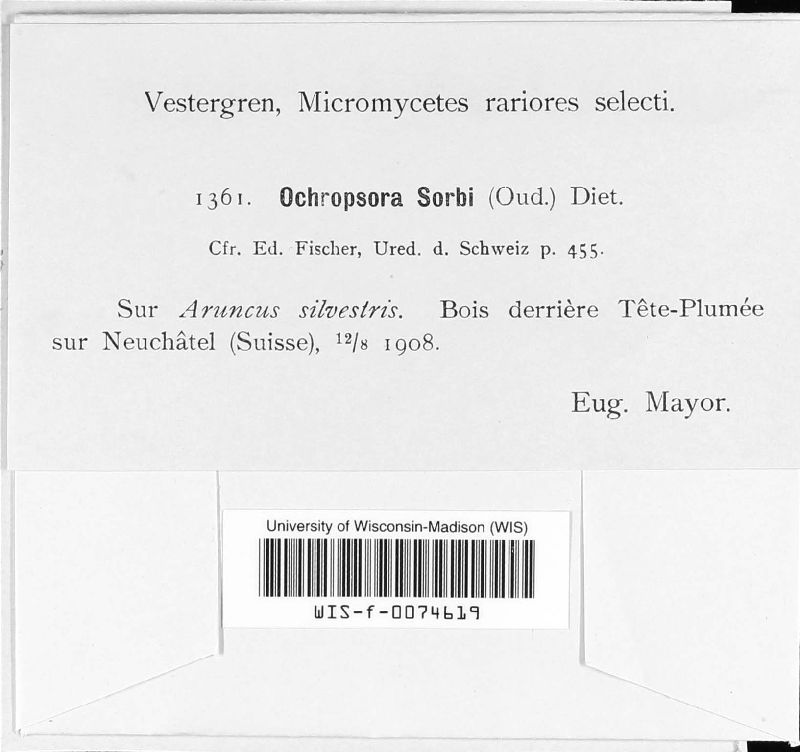 Vestergren, Micromycetes rariores selecti.
1361. Ochropsora Sorbi (Oud.) Diet.
Cfr. Ed. Fischer, Ured. d. Schweiz p. 455.
Sur Aruncus silvestris. Bois derrière Tête-Plumée
sur Neuchâtel (Suisse), 12/8 1908.
Eug. Mayor.
University of Wisconsin-Madison (WIS)
WIS-f-0074619